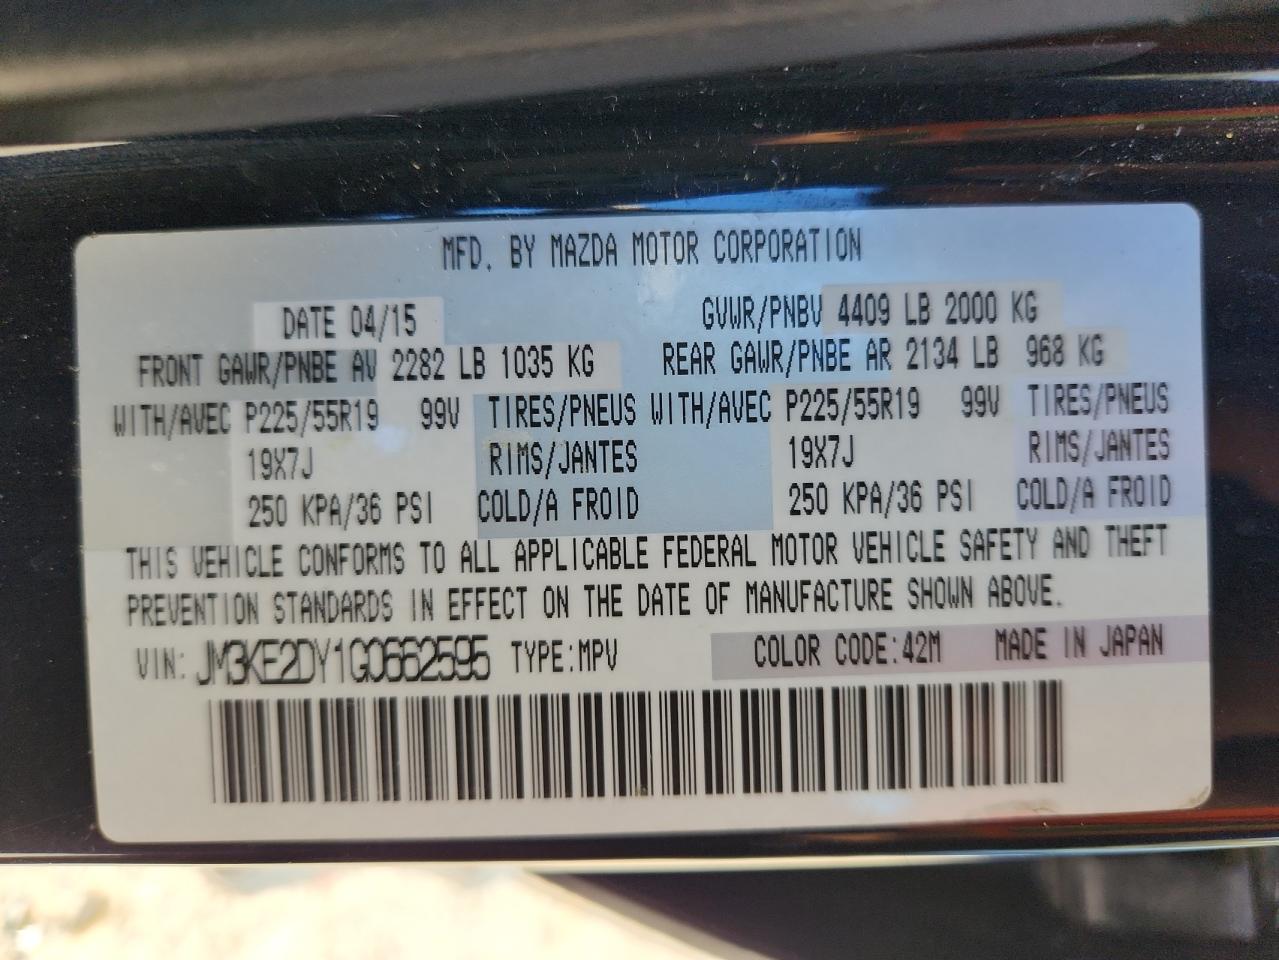 MFD. BY MAZDA MOTOR CORPORATION
DATE 04/15 GVWR/PNBV 4409 LB 2000 KG
FRONT GAWR/PNBE AV 2282 LB 1035 KG REAR GAWR/PNBE AR 2134 LB 968 KG
WITH/AVEC P225/55R19 99V TIRES/PNEUS WITH/AVEC P225/55R19 99V TIRES/PNEUS
19X7J RIMS/JANTES 19X7J RIMS/JANTES
250 KPA/36 PSI COLD/A FROID 250 KPA/36 PSI COLD/A FROID
THIS VEHICLE CONFORMS TO ALL APPLICABLE FEDERAL MOTOR VEHICLE SAFETY AND THEFT
PREVENTION STANDARDS IN EFFECT ON THE DATE OF MANUFACTURE SHOWN ABOVE.
VIN: JM3KE2DY1G0662595 TYPE:MPV COLOR CODE:42M MADE IN JAPAN